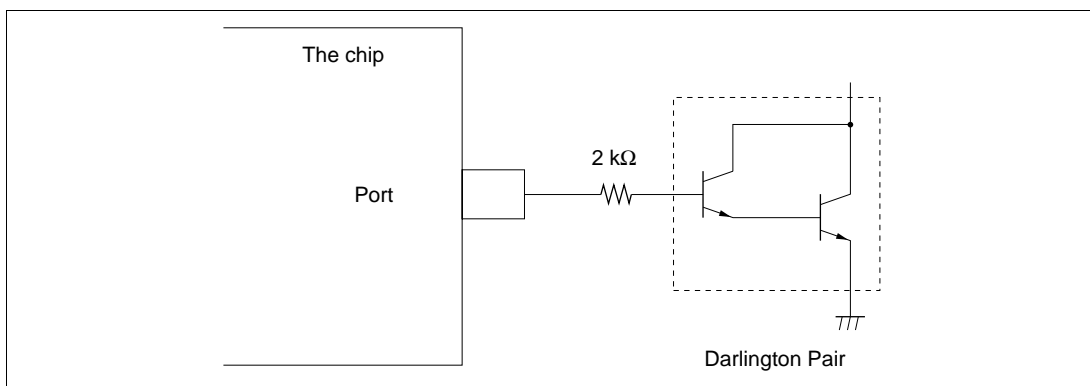 The chip
2 kΩ
Port
Darlington Pair